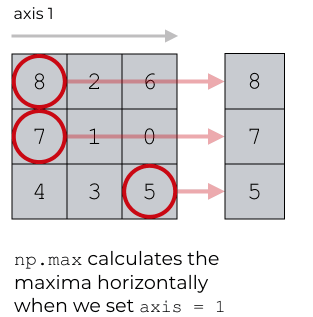 axis 1
8 2 6 8
7 1 0 7
4 3 5 5
np.max calculates the
maxima horizontally
when we set axis = 1